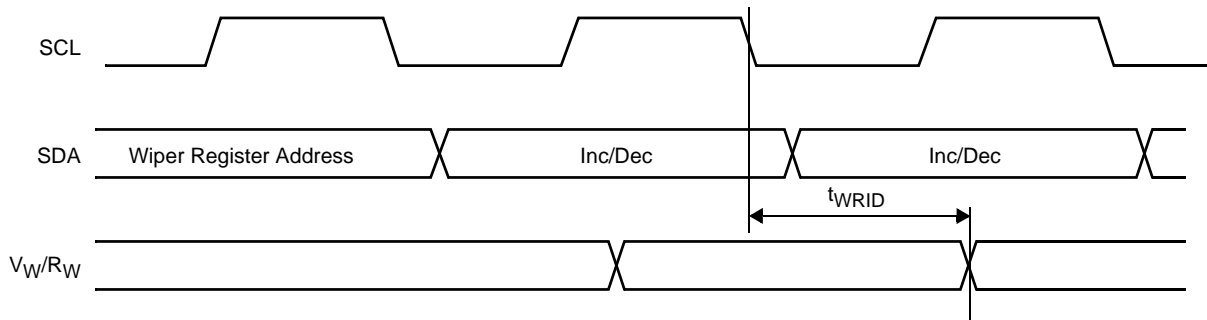 SCL
SDA Wiper Register Address Inc/Dec Inc/Dec
tWRID
VW/RW